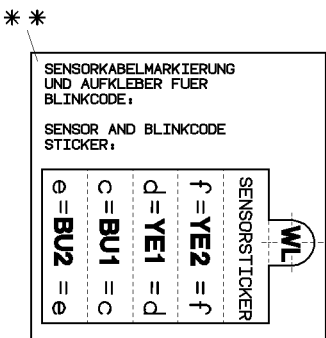 * *
SENSORKABELMARKIERUNG
UND AUFKLEBER FUER
BLINKCODE:
SENSOR AND BLINKCODE
STICKER:
WL
SENSORSTICKER
f =YE2 = f
d =YE1 = d
c =BU1 = c
e =BU2 = e